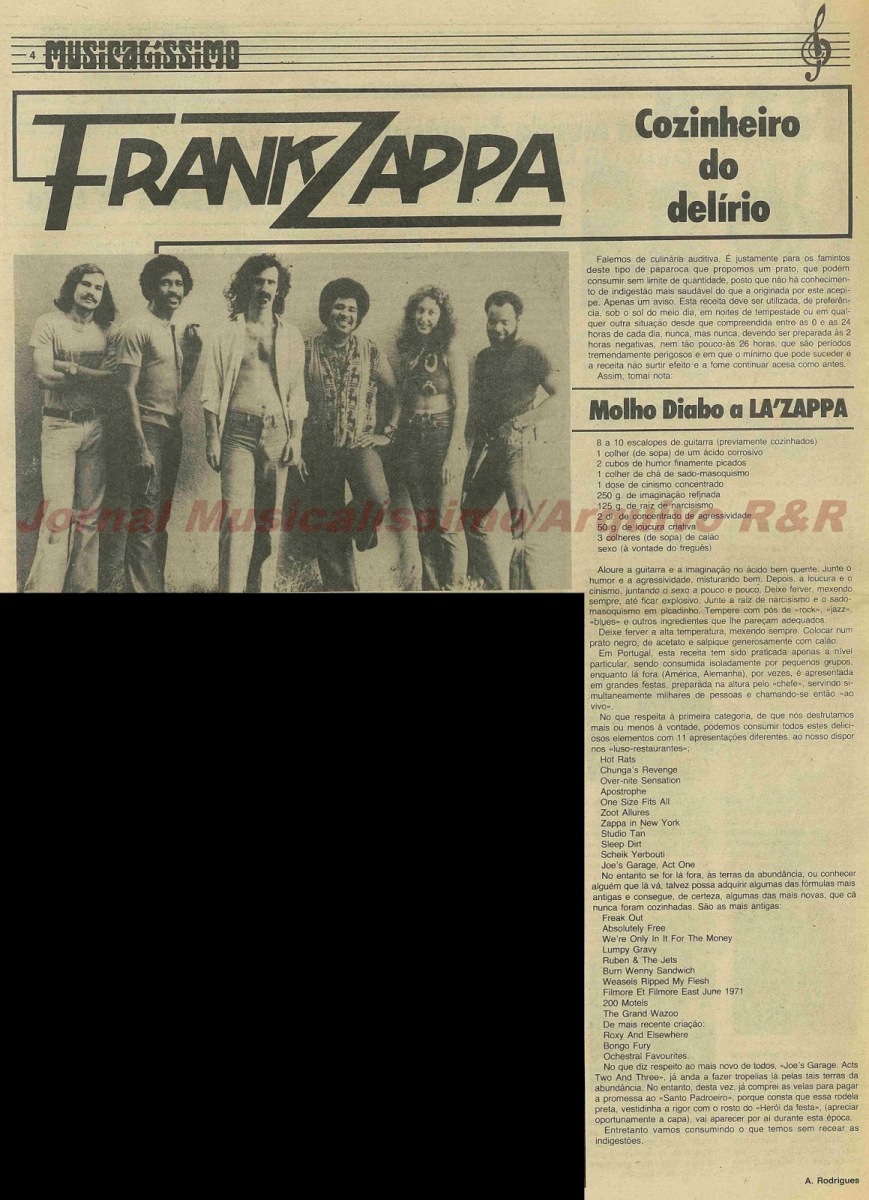 4 MUSICALÍSSIMO
FRANK ZAPPA
Cozinheiro
do
delírio
Falemos de culinária auditiva. É justamente para os famintos
deste tipo de paparoca que propomos um prato, que podem
consumir sem limite de quantidade, posto que não há conhecimen-
to de indigestão mais saudável do que a originada por este acepi-
pe. Apenas um aviso. Esta receita deve ser utilizada, de preferên-
cia, sob o sol do meio dia, em noites de tempestade ou em qual-
quer outra situação desde que compreendida entre as 0 e as 24
horas de cada dia, nunca, mas nunca, devendo ser preparada às 2
horas negativas, nem tão pouco às 26 horas, que são períodos
tremendamente perigosos e em que o mínimo que pode suceder é
a receita não surtir efeito e a fome continuar acesa como antes.
Assim, tomai nota:
Molho Diabo a LA'ZAPPA
8 a 10 escalopes de guitarra (previamente cozinhados)
1 colher (de sopa) de um ácido corrosivo
2 cubos de humor finamente picados
1 colher de chá de sado-masoquismo
1 dose de cinismo concentrado
250 g. de imaginação refinada
125 g. de raiz de narcisismo
2 dl. de concentrado de agressividade
50 g. de loucura criativa
3 colheres (de sopa) de calão
sexo (à vontade do freguês)
Jornal Musicalíssimo/Arquivo R&R
Aloure a guitarra e a imaginação no ácido bem quente. Junte o
humor e a agressividade, misturando bem. Depois, a loucura e o
cinismo, juntando o sexo a pouco e pouco. Deixe ferver, mexendo
sempre, até ficar explosivo. Junte a raiz de narcisismo e o sado-
masoquismo em picadinho. Tempere com pós de «rock», «jazz»,
«blues» e outros ingredientes que lhe pareçam adequados.
Deixe ferver a alta temperatura, mexendo sempre. Colocar num
prato negro, de acetato e salpique generosamente com calão.
Em Portugal, esta receita tem sido praticada apenas a nível
particular, sendo consumida isoladamente por pequenos grupos,
enquanto lá fora (América, Alemanha), por vezes, é apresentada
em grandes festas, preparada na altura pelo «chefe», servindo si-
multaneamente milhares de pessoas e chamando-se então «ao
vivo».
No que respeita à primeira categoria, de que nós desfrutamos
mais ou menos à vontade, podemos consumir todos estes delici-
osos elementos com 11 apresentações diferentes, ao nosso dispor
nos «luso-restaurantes»;
Hot Rats
Chunga's Revenge
Over-nite Sensation
Apostrophe
One Size Fits All
Zoot Allures
Zappa in New York
Studio Tan
Sleep Dirt
Scheik Yerbouti
Joe's Garage, Act One
No entanto se for lá fora, às terras da abundância, ou conhecer
alguém que lá vá, talvez possa adquirir algumas das fórmulas mais
antigas e consegue, de certeza, algumas das mais novas, que cá
nunca foram cozinhadas. São as mais antigas:
Freak Out
Absolutely Free
We're Only In It For The Money
Lumpy Gravy
Ruben & The Jets
Burn Wenny Sandwich
Weasels Ripped My Flesh
Filmore Et Filmore East June 1971
200 Motels
The Grand Wazoo
De mais recente criação:
Roxy And Elsewhere
Bongo Fury
Ochestral Favourites.
No que diz respeito ao mais novo de todos, «Joe's Garage. Acts
Two And Three», já anda a fazer tropelias lá pelas tais terras da
abundância. No entanto, desta vez, já comprei as velas para pagar
a promessa ao «Santo Padroeiro», porque consta que essa rodela
preta, vestidinha a rigor com o rosto do «Herói da festa», (apreciar
oportunamente a capa), vai aparecer por aí durante esta época.
Entretanto vamos consumindo o que temos sem recear as
indigestões.
A. Rodrigues